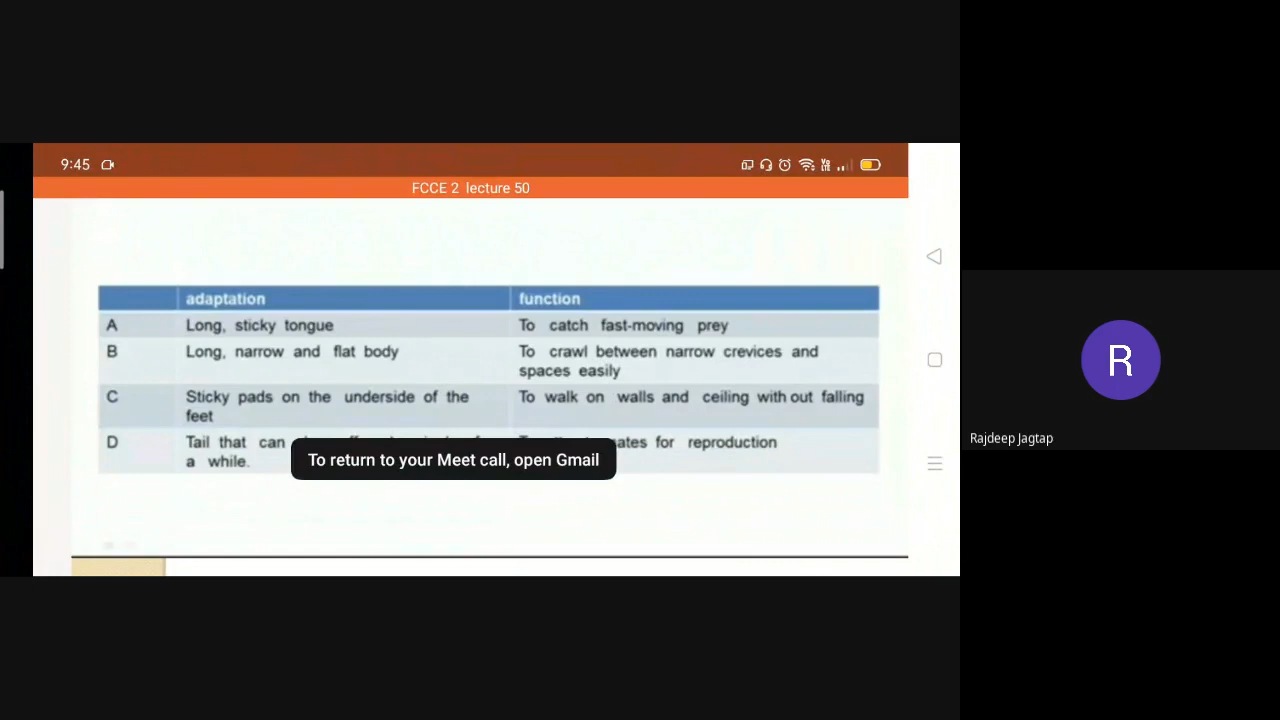 9:45
FCCE 2 lecture 50
adaptation function
A Long, sticky tongue To catch fast-moving prey
B Long, narrow and flat body To crawl between narrow crevices and
spaces easily
C Sticky pads on the underside of the To walk on walls and ceiling with out falling
feet
D Tail that can for reproduction
a while.
To return to your Meet call, open Gmail
R
Rajdeep Jagtap